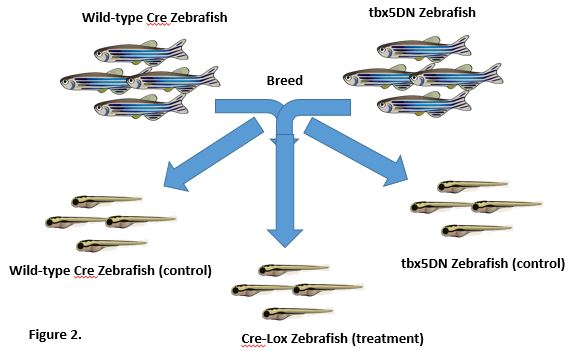 Wild-type Cre Zebrafish
tbx5DN Zebrafish
Breed
Wild-type Cre Zebrafish (control)
tbx5DN Zebrafish (control)
Cre-Lox Zebrafish (treatment)
Figure 2.